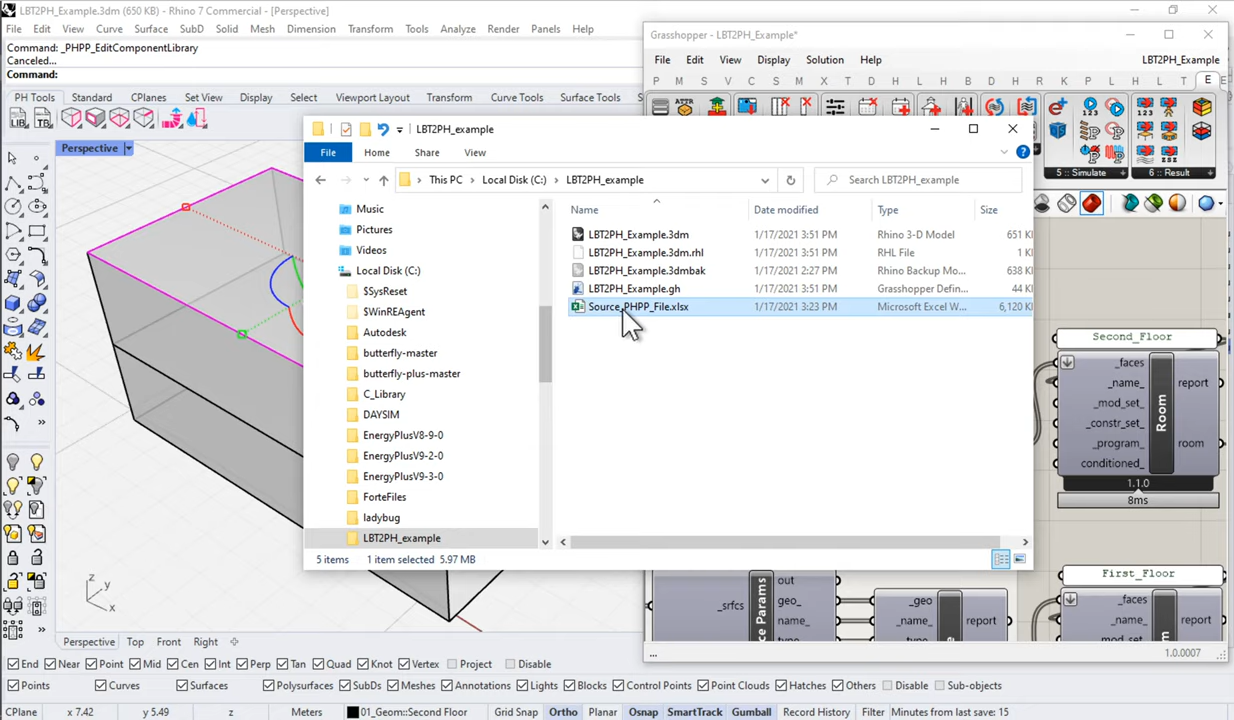 LBT2PH_Example.3dm (650 KB) - Rhino 7 Commercial - [Perspective]
File Edit View Curve Surface SubD Solid Mesh Dimension Transform Tools Analyze Render Panels Help
Command: _PHPP_EditComponentLibrary
Canceled...
Command:
PH Tools Standard CPlanes Set View Display Select Viewport Layout Transform Curve Tools Surface Tools
LIB TB
Perspective
Grasshopper - LBT2PH_Example*
File Edit View Display Solution Help LBT2PH_Example
P M S V C D I M X T D A L D H L T L H R K P L H L T E
ATTR
5 :: Simulate 6 :: Result
LBT2PH_example
File Home Share View
This PC Local Disk (C:) LBT2PH_example
Search LBT2PH_example
Name Date modified Type Size
LBT2PH_Example.3dm 1/17/2021 3:51 PM Rhino 3-D Model 651 KI
LBT2PH_Example.3dm.rhl 1/17/2021 3:51 PM RHL File 1 KI
LBT2PH_Example.3dmbak 1/17/2021 2:27 PM Rhino Backup Mo... 638 KI
LBT2PH_Example.gh 1/17/2021 3:51 PM Grasshopper Defin... 44 KI
Source_PHPP_File.xlsx 1/17/2021 3:23 PM Microsoft Excel W... 6,120 KI
Music
Pictures
Videos
Local Disk (C:)
$SysReset
$WinREAgent
Autodesk
butterfly-master
butterfly-plus-master
C_Library
DAYSIM
EnergyPlusV8-9-0
EnergyPlusV9-2-0
EnergyPlusV9-3-0
ForteFiles
ladybug
LBT2PH_example
5 items 1 item selected 5.97 MB
Second_Floor
_faces
_name_
_mod_set_
_constr_set_
_program_
conditioned_
Room
report
room
1.1.0
8ms
First_Floor
_faces
_name_
_mod_set_
report
_srfcs
ce Params
out
geo_
name_
type_
_geo
_name_
report
...
1.0.0007
z
y
x
Perspective Top Front Right
End Near Point Mid Cen Int Perp Tan Quad Knot Vertex Project Disable
Points Curves Surfaces Polysurfaces SubDs Meshes Annotations Lights Blocks Control Points Point Clouds Hatches Others Disable Sub-objects
CPlane x 7.42 y 5.49 z Meters 01_Geom::Second Floor Grid Snap Ortho Planar Osnap SmartTrack Gumball Record History Filter Minutes from last save: 15